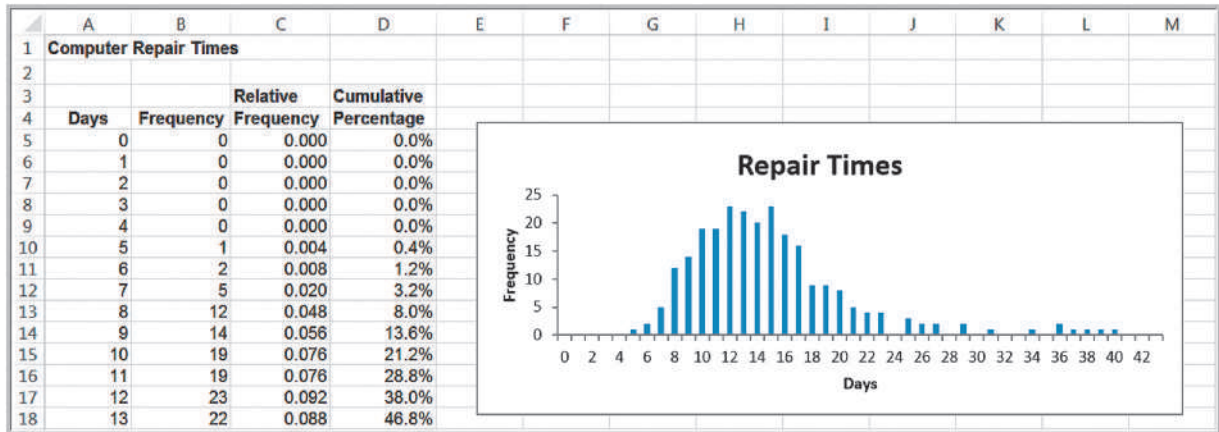 A B C D E F G H I J K L M
1 Computer Repair Times
2
3 Relative Cumulative
4 Days Frequency Frequency Percentage
5 0 0 0.000 0.0%
6 1 0 0.000 0.0%
7 2 0 0.000 0.0%
8 3 0 0.000 0.0%
9 4 0 0.000 0.0%
10 5 1 0.004 0.4%
11 6 2 0.008 1.2%
12 7 5 0.020 3.2%
13 8 12 0.048 8.0%
14 9 14 0.056 13.6%
15 10 19 0.076 21.2%
16 11 19 0.076 28.8%
17 12 23 0.092 38.0%
18 13 22 0.088 46.8%
Repair Times
Frequency
25
20
15
10
5
0
0 2 4 6 8 10 12 14 16 18 20 22 24 26 28 30 32 34 36 38 40 42
Days